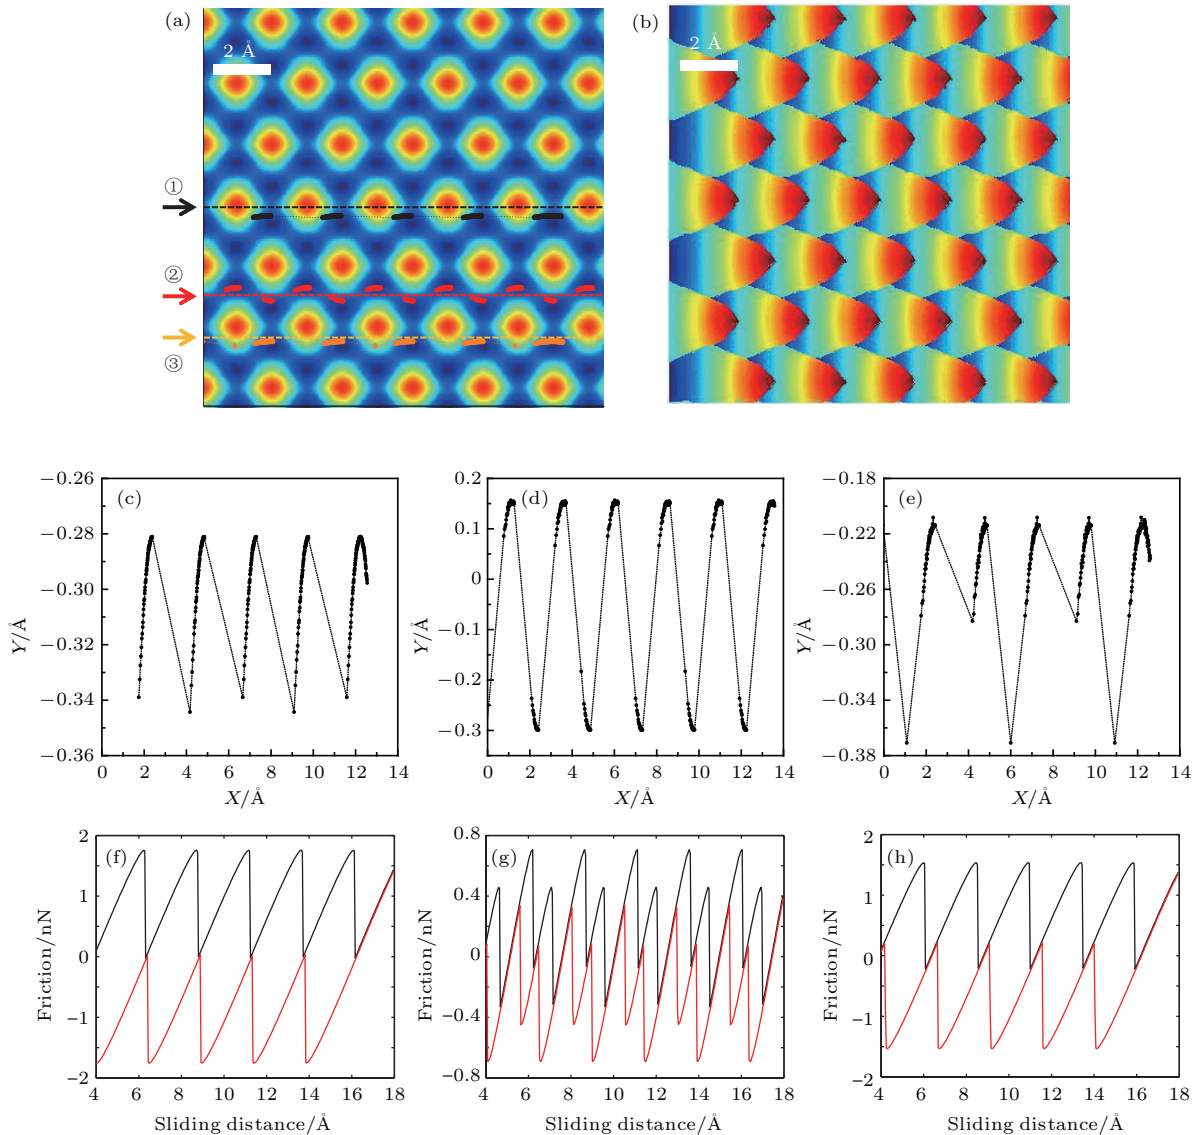 (a)
2 Å
①
②
③
(b)
2 Å
(c)
−0.26
−0.28
−0.30
−0.32
−0.34
−0.36
0 2 4 6 8 10 12 14
Y/Å
X/Å
(d)
0.2
0.1
0
−0.1
−0.2
−0.3
0 2 4 6 8 10 12 14
Y/Å
X/Å
(e)
−0.18
−0.22
−0.26
−0.30
−0.34
−0.38
0 2 4 6 8 10 12 14
Y/Å
X/Å
(f)
2
1
0
−1
−2
4 6 8 10 12 14 16 18
Friction/nN
Sliding distance/Å
(g)
0.8
0.4
0
−0.4
−0.8
4 6 8 10 12 14 16 18
Friction/nN
Sliding distance/Å
(h)
2
1
0
−1
−2
4 6 8 10 12 14 16 18
Friction/nN
Sliding distance/Å